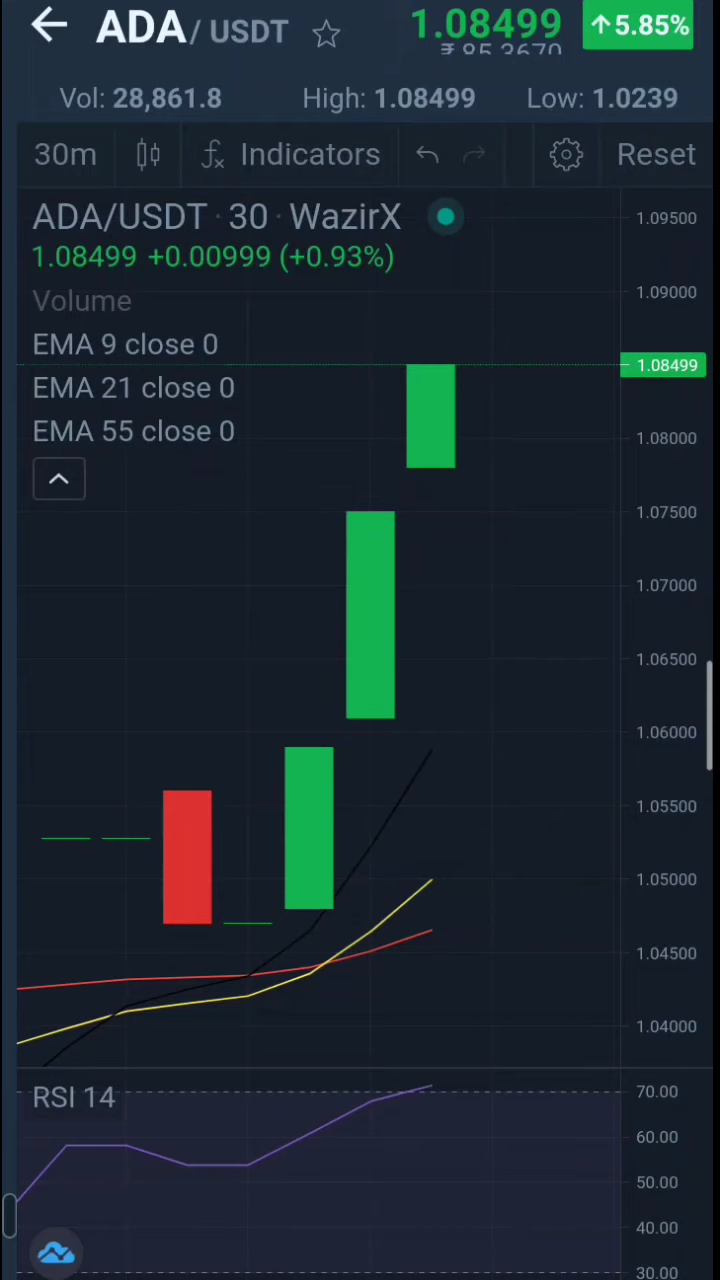 ADA/ USDT
1.08499
↑5.85%
₹ 85.3670
Vol: 28,861.8 High: 1.08499 Low: 1.0239
30m Indicators Reset
ADA/USDT · 30 · WazirX
1.08499 +0.00999 (+0.93%)
Volume
EMA 9 close 0
EMA 21 close 0
EMA 55 close 0
1.09500
1.09000
1.08499
1.08000
1.07500
1.07000
1.06500
1.06000
1.05500
1.05000
1.04500
1.04000
RSI 14
70.00
60.00
50.00
40.00
30.00